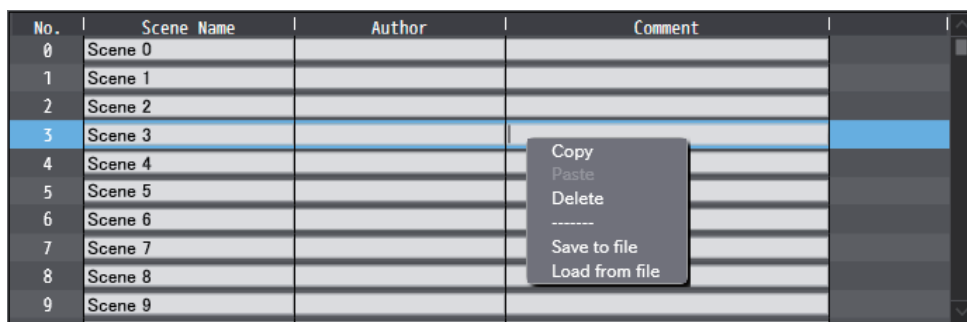 No. Scene Name Author Comment
0 Scene 0
1 Scene 1
2 Scene 2
3 Scene 3
4 Scene 4
5 Scene 5
6 Scene 6
7 Scene 7
8 Scene 8
9 Scene 9
Copy
Paste
Delete
-------
Save to file
Load from file